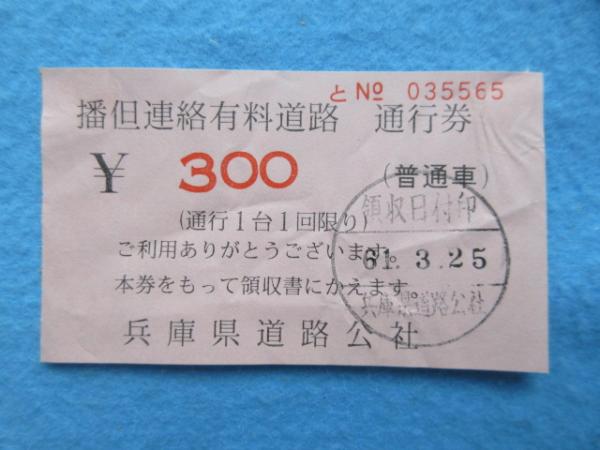 と№ 035565
播但連絡有料道路 通行券
¥ 300
(普通車)
領収日付印
(通行1台1回限り)
ご利用ありがとうございます。
61. 3.25
本券をもって領収書にかえます。
兵庫県道路公社
兵庫県道路公社